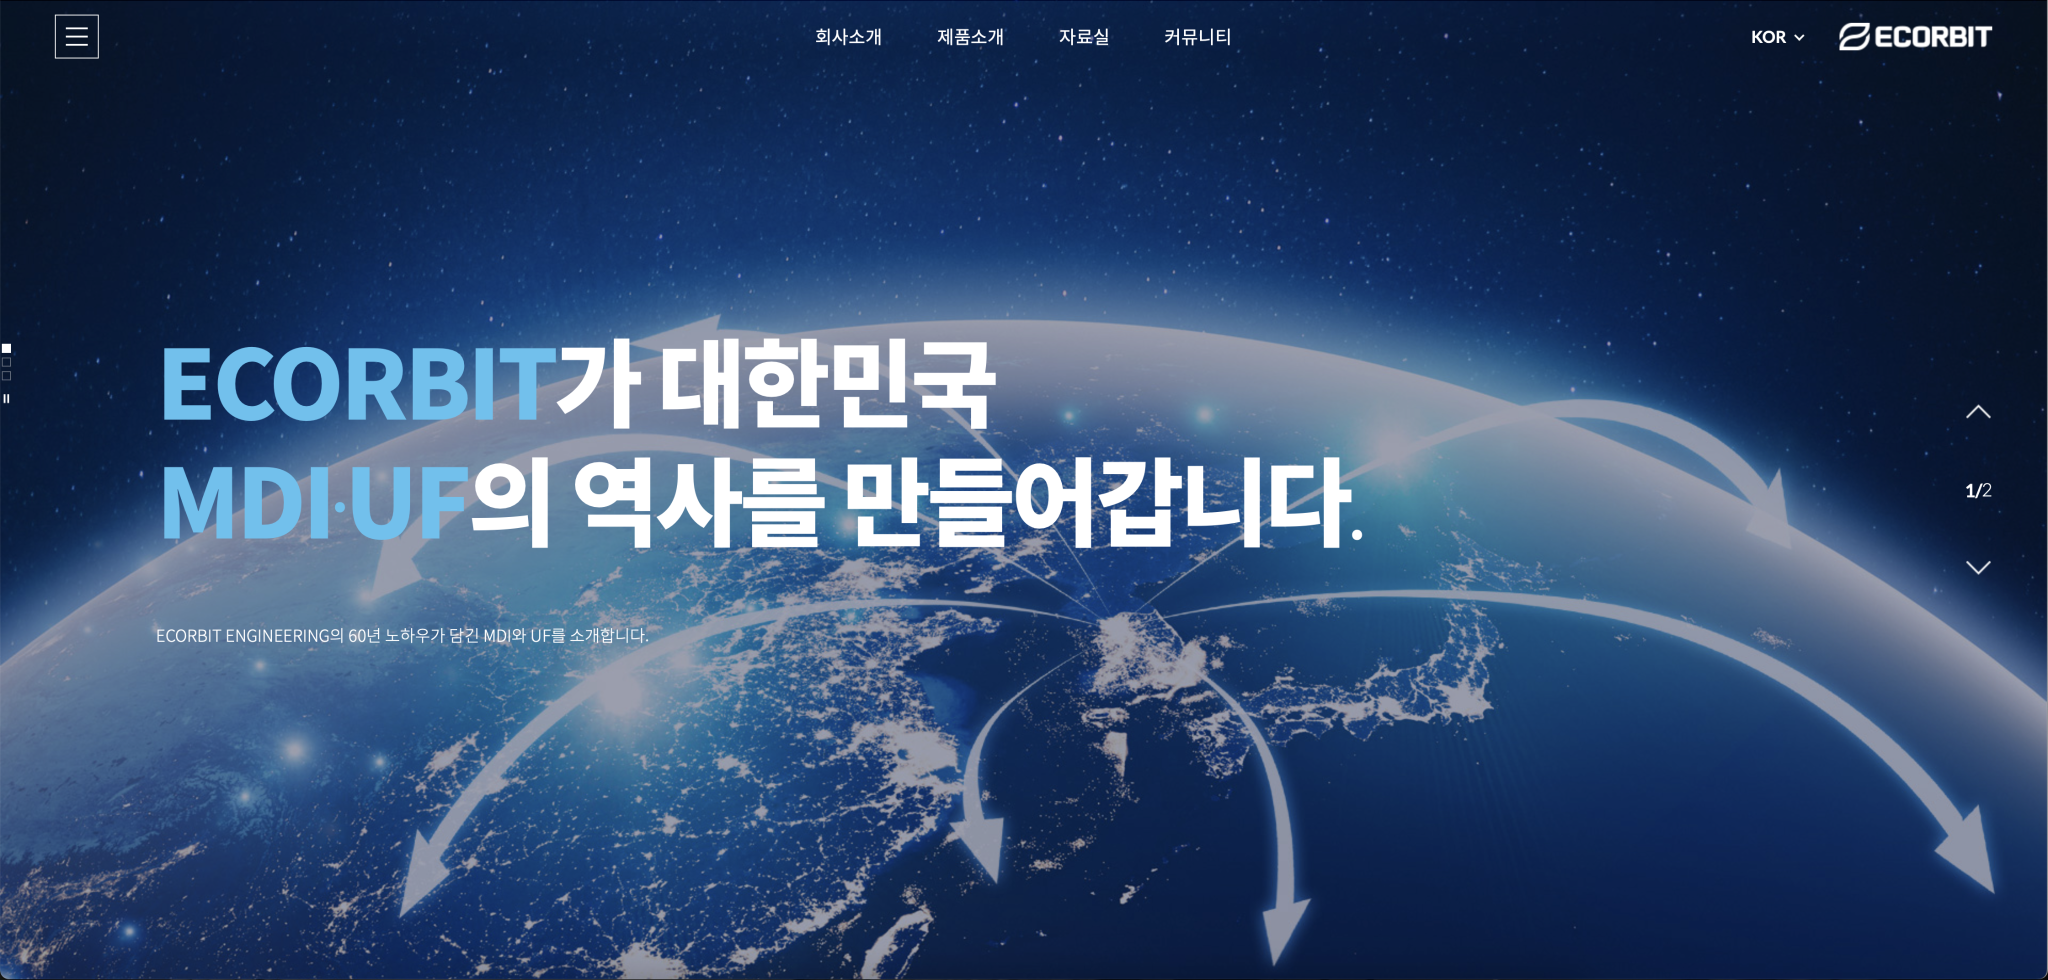 회사소개 제품소개 자료실 커뮤니티 KOR ECORBIT
ECORBIT가 대한민국
MDI·UF의 역사를 만들어갑니다.
1/2
ECORBIT ENGINEERING의 60년 노하우가 담긴 MDI와 UF를 소개합니다.